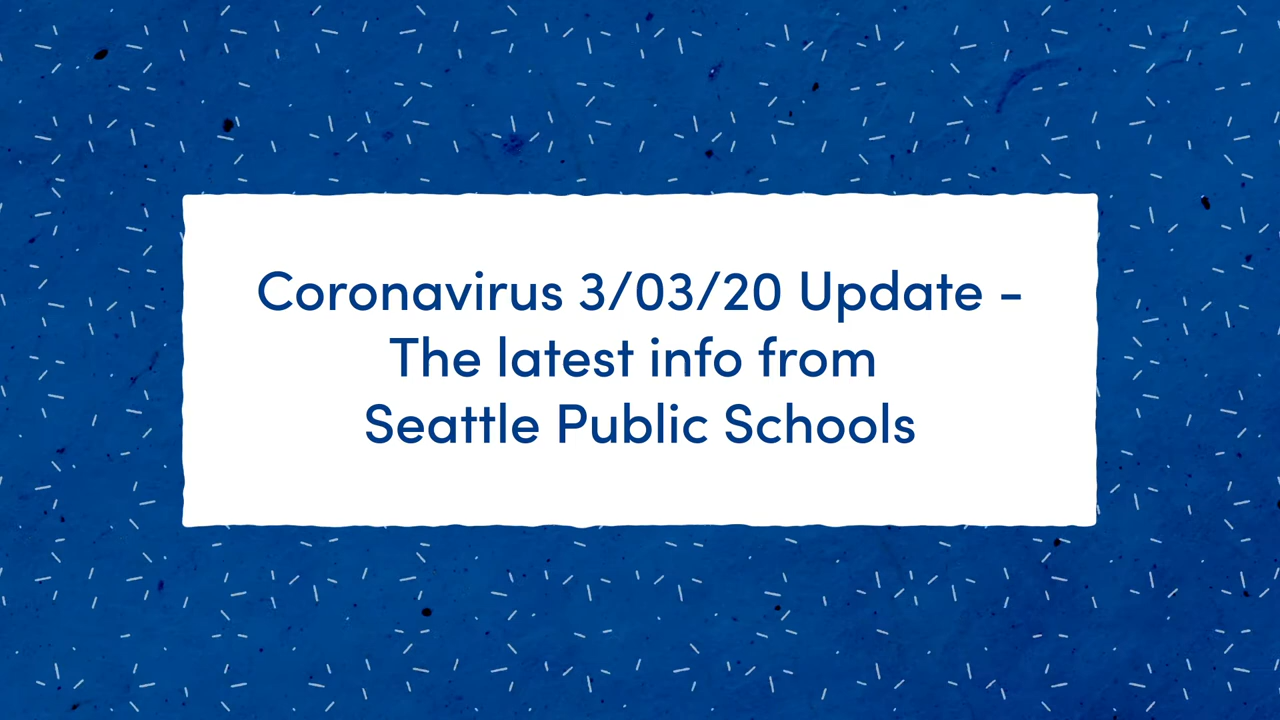 Coronavirus 3/03/20 Update -
The latest info from
Seattle Public Schools